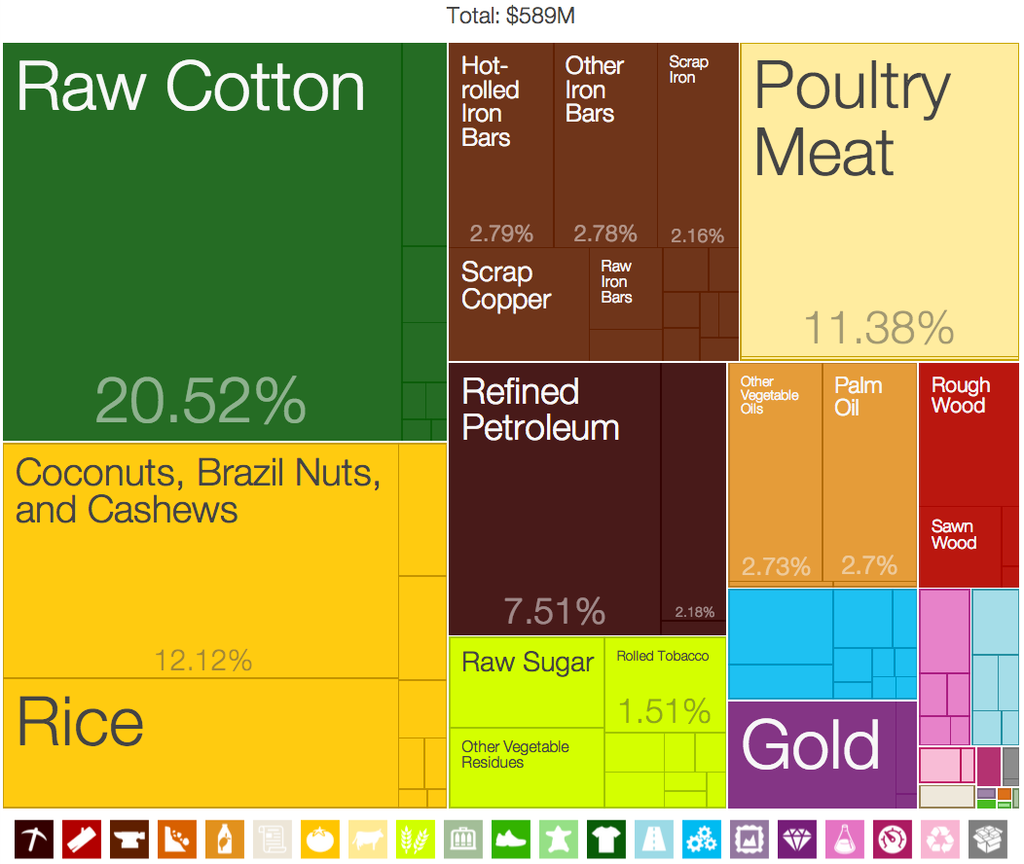 Total: $589M
Raw Cotton
20.52%
Hot-
rolled
Iron
Bars
2.79%
Other
Iron
Bars
2.78%
Scrap
Iron
2.16%
Scrap
Copper
Raw
Iron
Bars
Poultry
Meat
11.38%
Coconuts, Brazil Nuts,
and Cashews
12.12%
Rice
Refined
Petroleum
7.51%
2.18%
Other
Vegetable
Oils
2.73%
Palm
Oil
2.7%
Rough
Wood
Sawn
Wood
Raw Sugar
Rolled Tobacco
1.51%
Other Vegetable
Residues
Gold